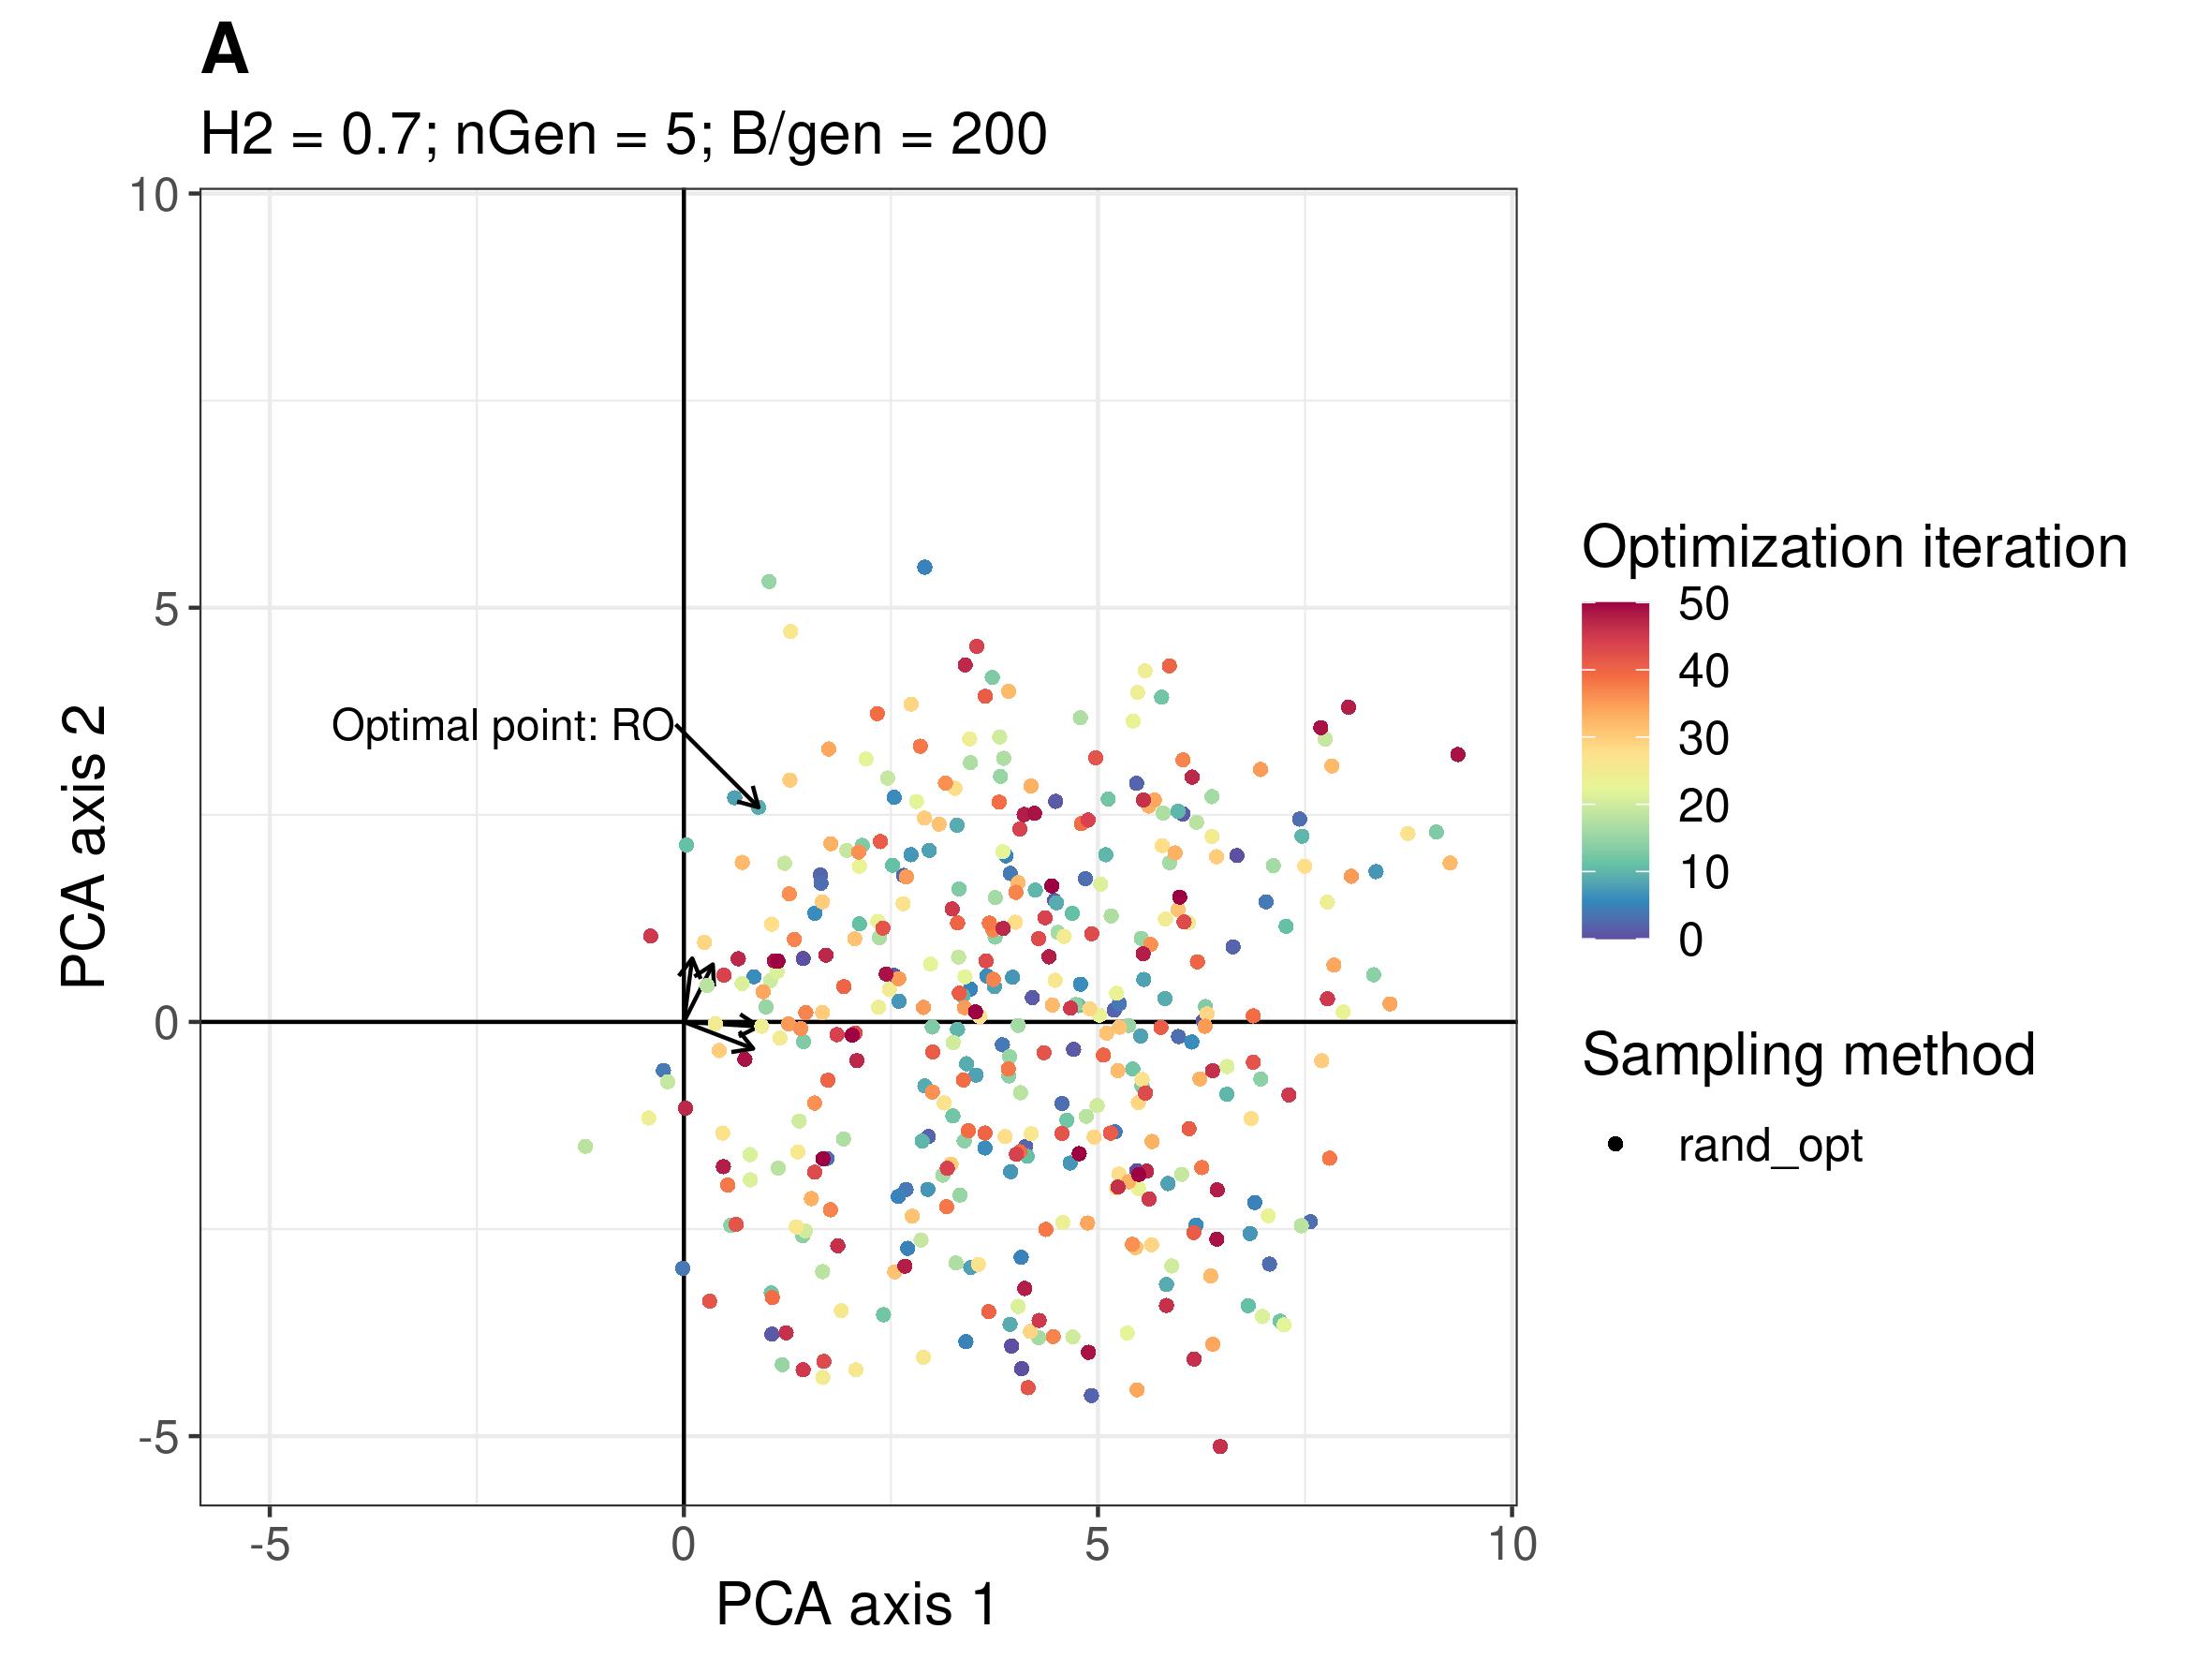 A
H2 = 0.7; nGen = 5; B/gen = 200
10
5
0
-5
PCA axis 2
Optimal point: RO
-5
0
5
10
PCA axis 1
Optimization iteration
50
40
30
20
10
0
Sampling method
rand_opt